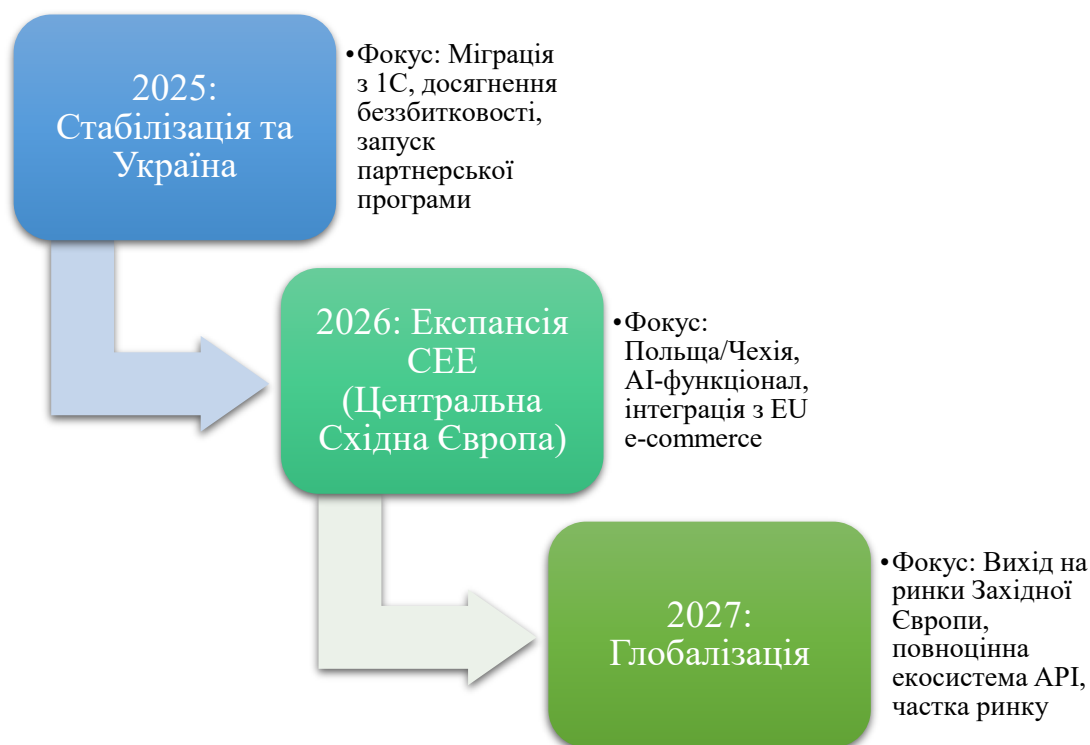 2025:
Стабілізація та
Україна
•Фокус: Міграція
з 1С, досягнення
беззбитковості,
запуск
партнерської
програми
2026: Експансія
CEE
(Центральна
Східна Європа)
•Фокус:
Польща/Чехія,
AI-функціонал,
інтеграція з EU
e-commerce
2027:
Глобалізація
•Фокус: Вихід на
ринки Західної
Європи,
повноцінна
екосистема API,
частка ринку